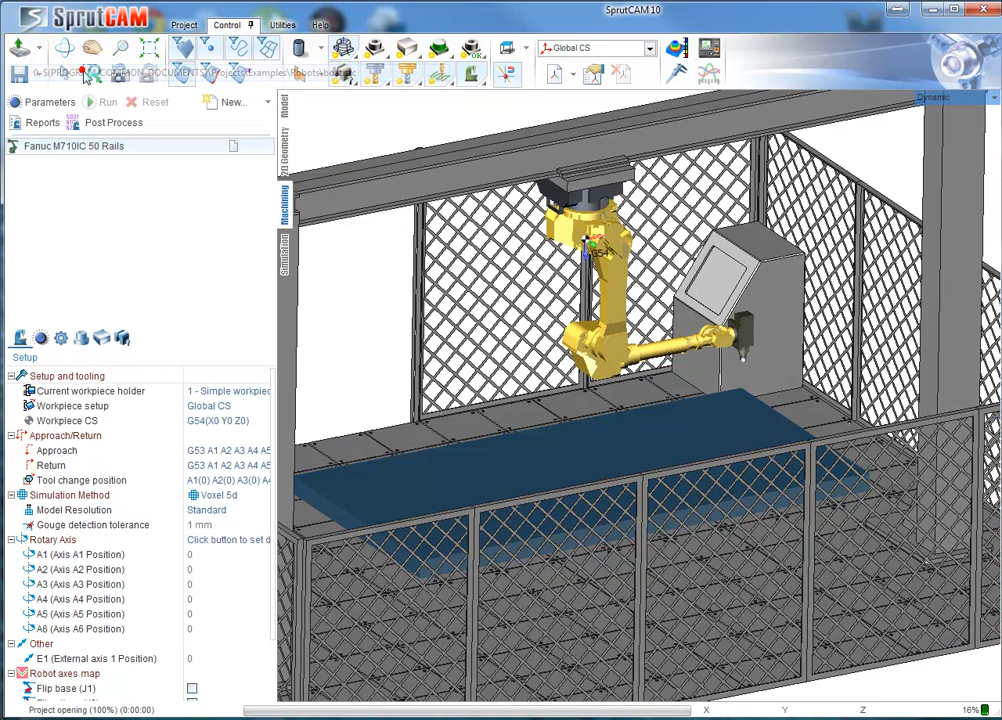 SprutCAM 10
SprutCAM
Project
Control
Utilities
Help
Global CS
Parameters
Run
Reset
New...
Reports
Post Process
Fanuc M710IC 50 Rails
Model
2D Geometry
Machining
Simulation
Dynamic
G54
Setup
Setup and tooling
Current workpiece holder 1 - Simple workpiec
Workpiece setup Global CS
Workpiece CS G54(X0 Y0 Z0)
Approach/Return
Approach G53 A1 A2 A3 A4 A5
Return G53 A1 A2 A3 A4 A5
Tool change position A1(0) A2(0) A3(0) A4
Simulation Method Voxel 5d
Model Resolution Standard
Gouge detection tolerance 1 mm
Rotary Axis Click button to set d
A1 (Axis A1 Position) 0
A2 (Axis A2 Position) 0
A3 (Axis A3 Position) 0
A4 (Axis A4 Position) 0
A5 (Axis A5 Position) 0
A6 (Axis A6 Position) 0
Other
E1 (External axis 1 Position) 0
Robot axes map
Flip base (J1)
Project opening (100%) (0:00:00)
X Y Z 16%